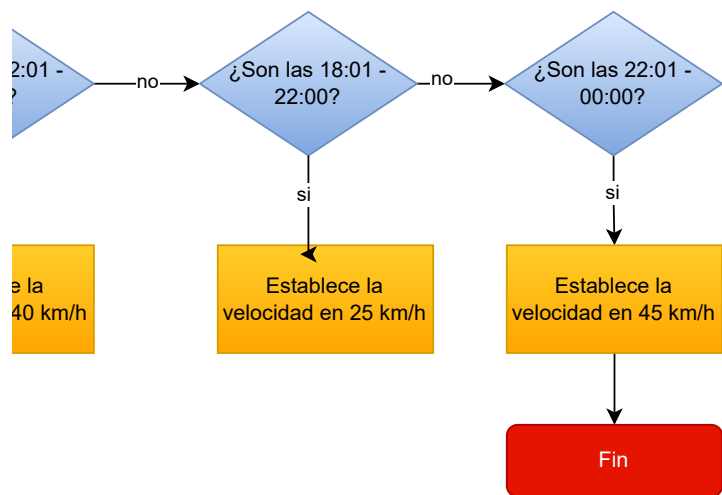 2:01 -
?
no
¿Son las 18:01 -
22:00?
no
¿Son las 22:01 -
00:00?
si
si
e la
40 km/h
Establece la
velocidad en 25 km/h
Establece la
velocidad en 45 km/h
Fin